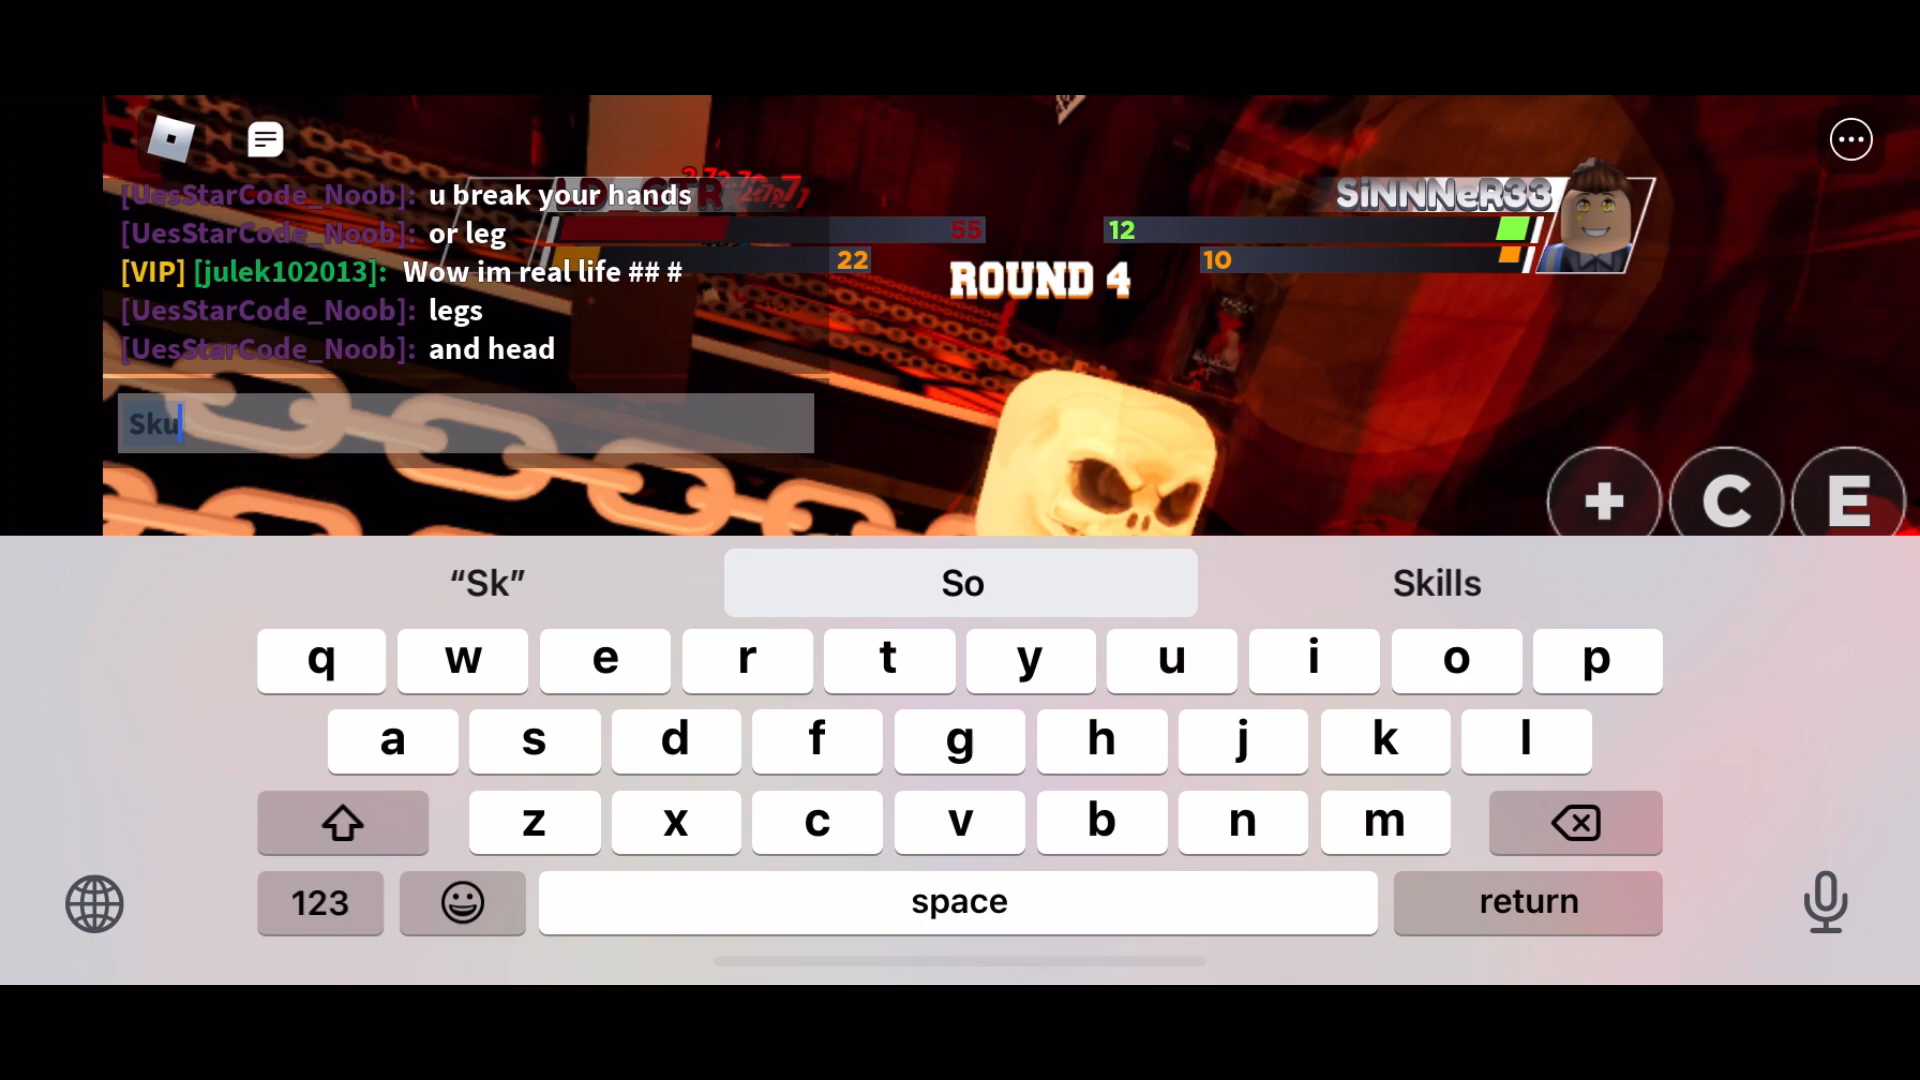 [UesStarCode_Noob]: u break your hands
SiNNNeR33
[UesStarCode_Noob]: or leg
55
12
22
10
[VIP] [julek102013]: Wow im real life ## #
ROUND 4
[UesStarCode_Noob]: legs
[UesStarCode_Noob]: and head
Sku
+ C E
“Sk” So Skills
q w e r t y u i o p
a s d f g h j k l
z x c v b n m
123 space return